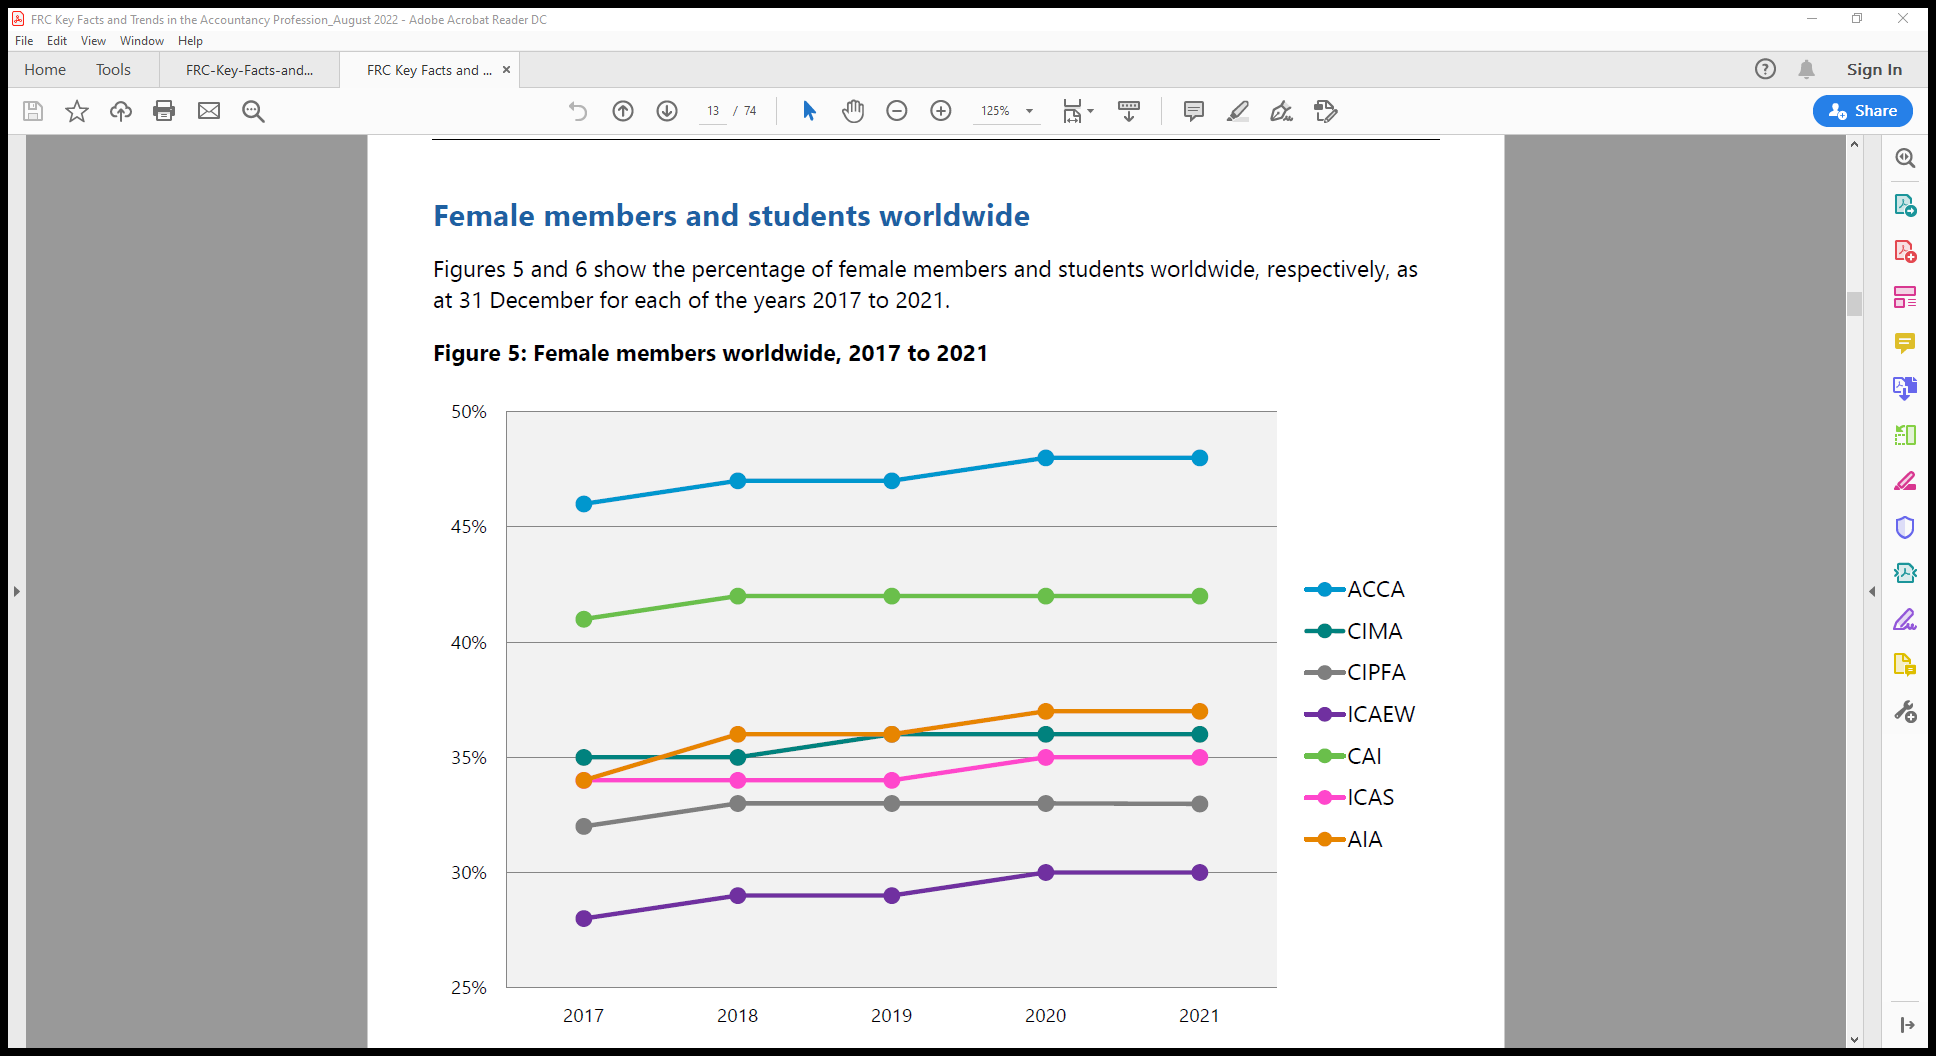 FRC Key Facts and Trends in the Accountancy Profession_August 2022 - Adobe Acrobat Reader DC
File Edit View Window Help
Home Tools FRC-Key-Facts-and... FRC Key Facts and ... × Sign In
13 / 74 125% Share
Female members and students worldwide
Figures 5 and 6 show the percentage of female members and students worldwide, respectively, as
at 31 December for each of the years 2017 to 2021.
Figure 5: Female members worldwide, 2017 to 2021
50%
45%
40%
35%
30%
25%
2017 2018 2019 2020 2021
ACCA
CIMA
CIPFA
ICAEW
CAI
ICAS
AIA